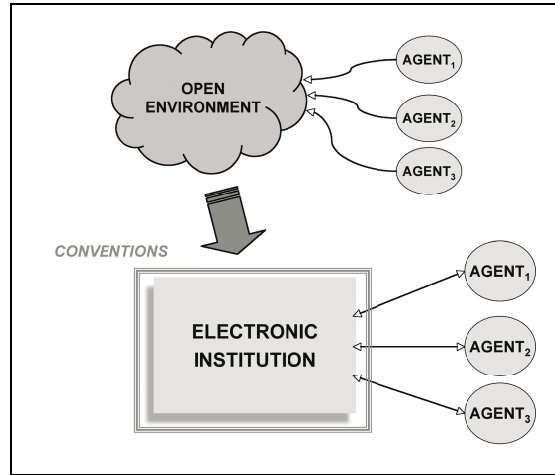 OPEN
ENVIRONMENT
AGENT₁
AGENT₂
AGENT₃
CONVENTIONS
ELECTRONIC
INSTITUTION
AGENT₁
AGENT₂
AGENT₃